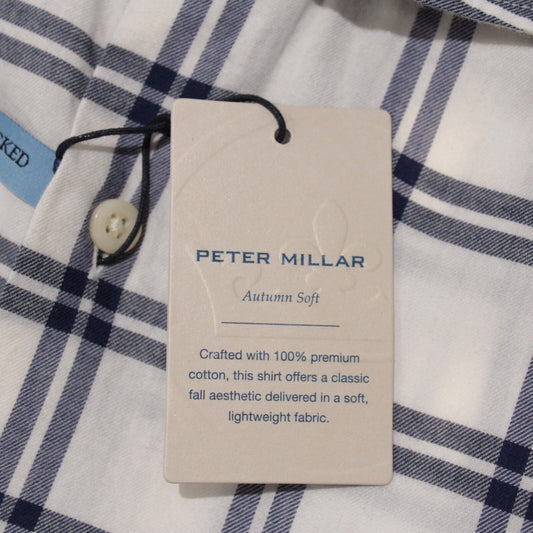 CKED
PETER MILLAR
Autumn Soft
Crafted with 100% premium
cotton, this shirt offers a classic
fall aesthetic delivered in a soft,
lightweight fabric.